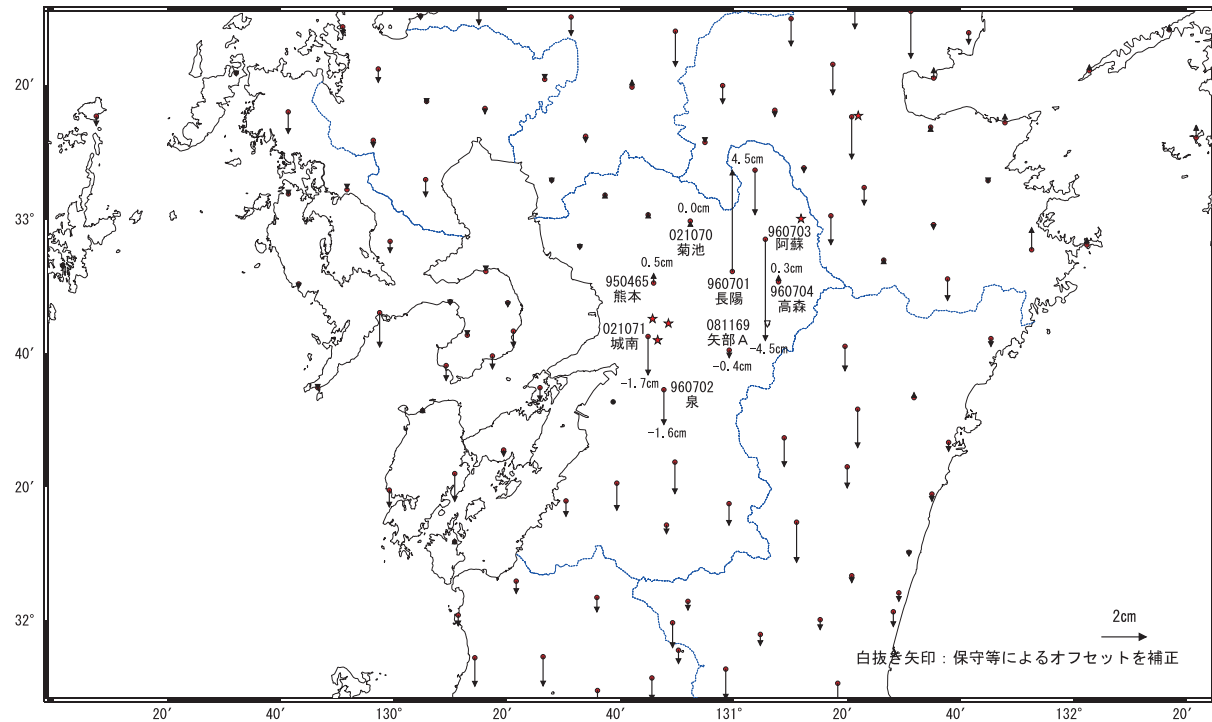 20′
33°
40′
20′
32°
4.5cm
0.0cm
021070
菊池
960703
阿蘇
0.5cm
950465
熊本
960701
長陽
0.3cm
960704
高森
021071
城南
081169
矢部A
-4.5cm
-0.4cm
-1.7cm
960702
泉
-1.6cm
2cm
白抜き矢印：保守等によるオフセットを補正
20′
40′
130°
20′
40′
131°
20′
40′
132°
20′